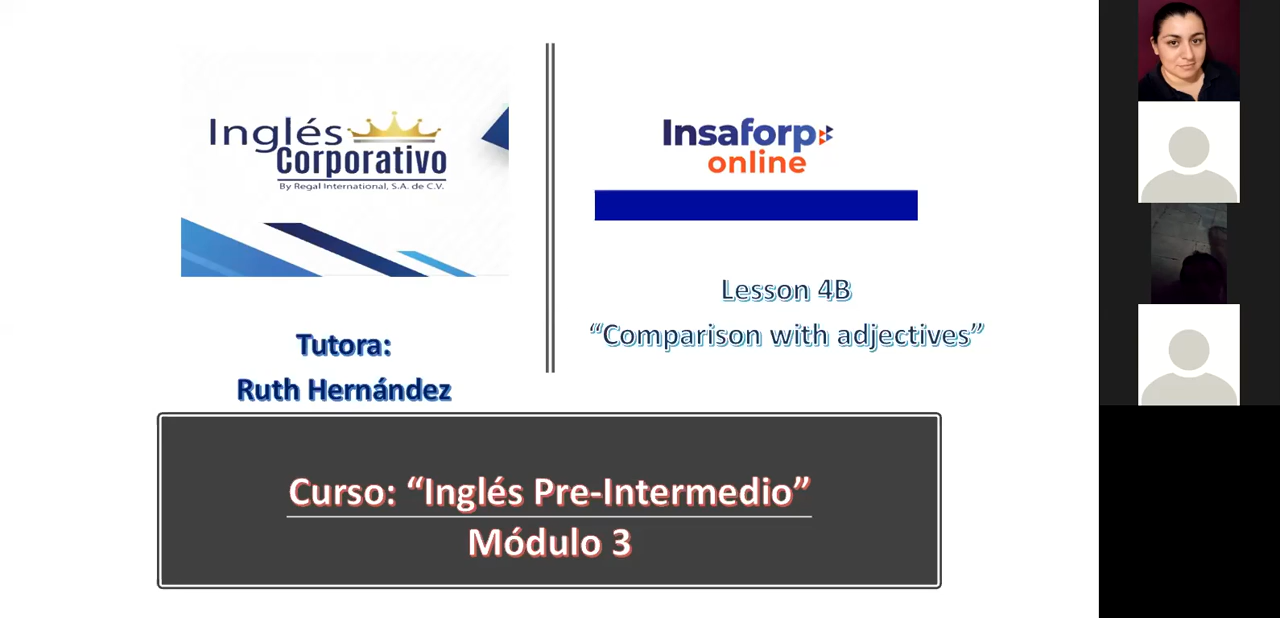 Inglés
Corporativo
By Regal International, S.A. de C.V.
Insaforp
online
Lesson 4B
“Comparison with adjectives”
Tutora:
Ruth Hernández
Curso: “Inglés Pre-Intermedio”
Módulo 3